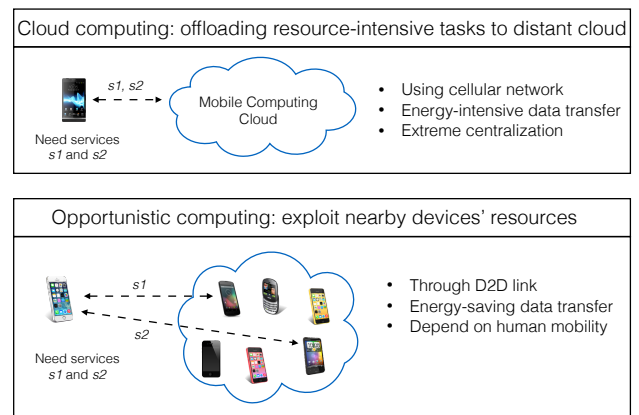 Cloud computing: offloading resource-intensive tasks to distant cloud
s1, s2
Mobile Computing
Cloud
Need services
s1 and s2
• Using cellular network
• Energy-intensive data transfer
• Extreme centralization
Opportunistic computing: exploit nearby devices' resources
s1
s2
Need services
s1 and s2
• Through D2D link
• Energy-saving data transfer
• Depend on human mobility